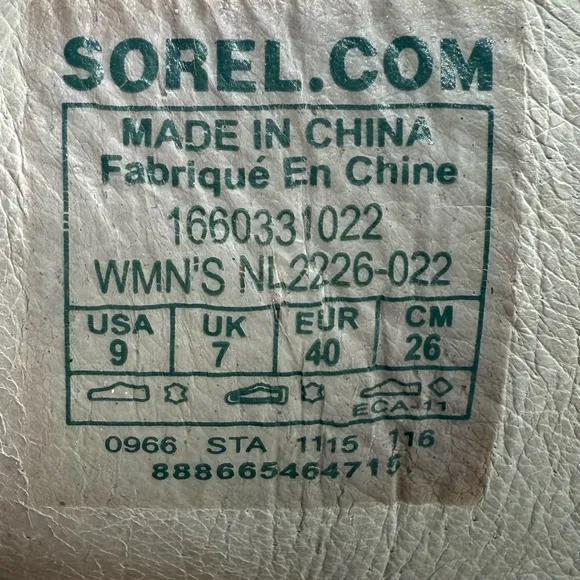 SOREL.COM
MADE IN CHINA
Fabriqué En Chine
1660331022
WMN'S NL2226-022
USA UK EUR CM
9 7 40 26
ECA-11
0966 STA 1115 116
888665464715